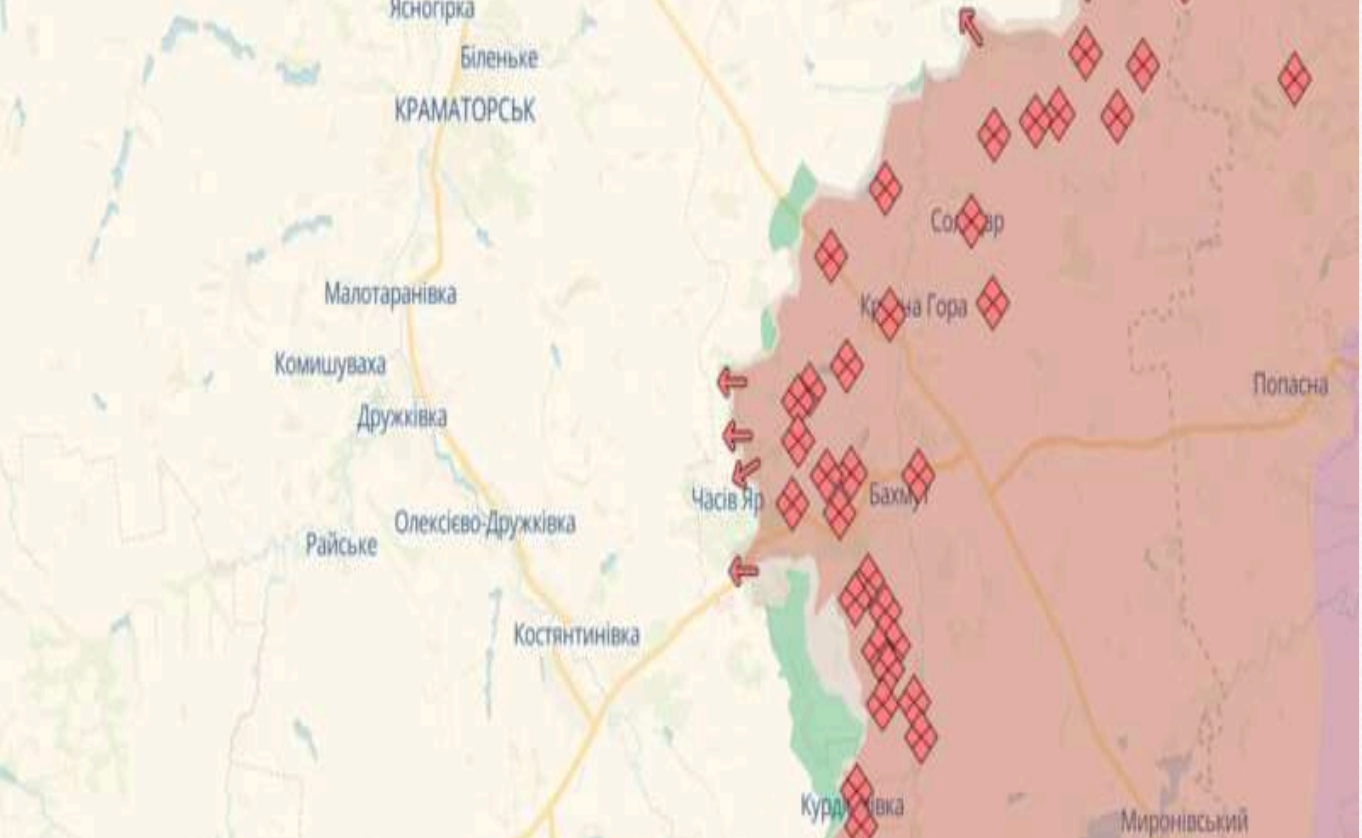 Ясногірка
Біленьке
КРАМАТОРСЬК
Малотаранівка
Попасна
Комишуваха
Дружківка
Часів Яр
Олексієво-Дружківка
Райське
Костянтинівка
Миронівський